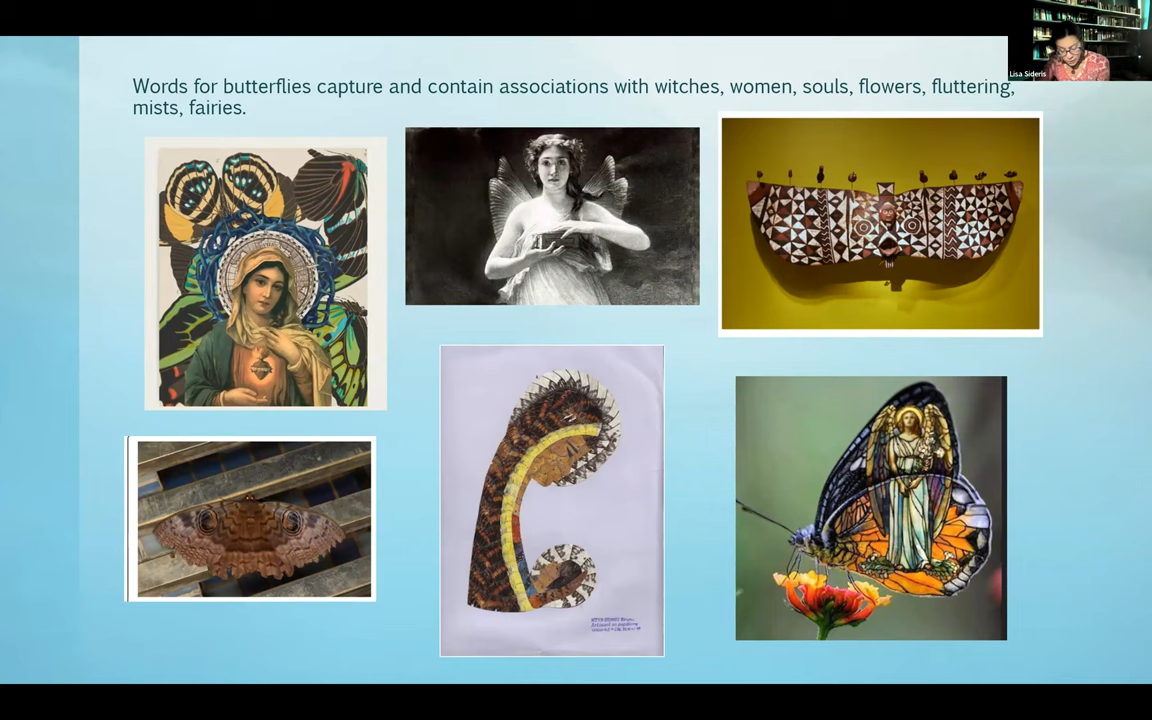 Lisa Sideris
Words for butterflies capture and contain associations with witches, women, souls, flowers, fluttering,
mists, fairies.